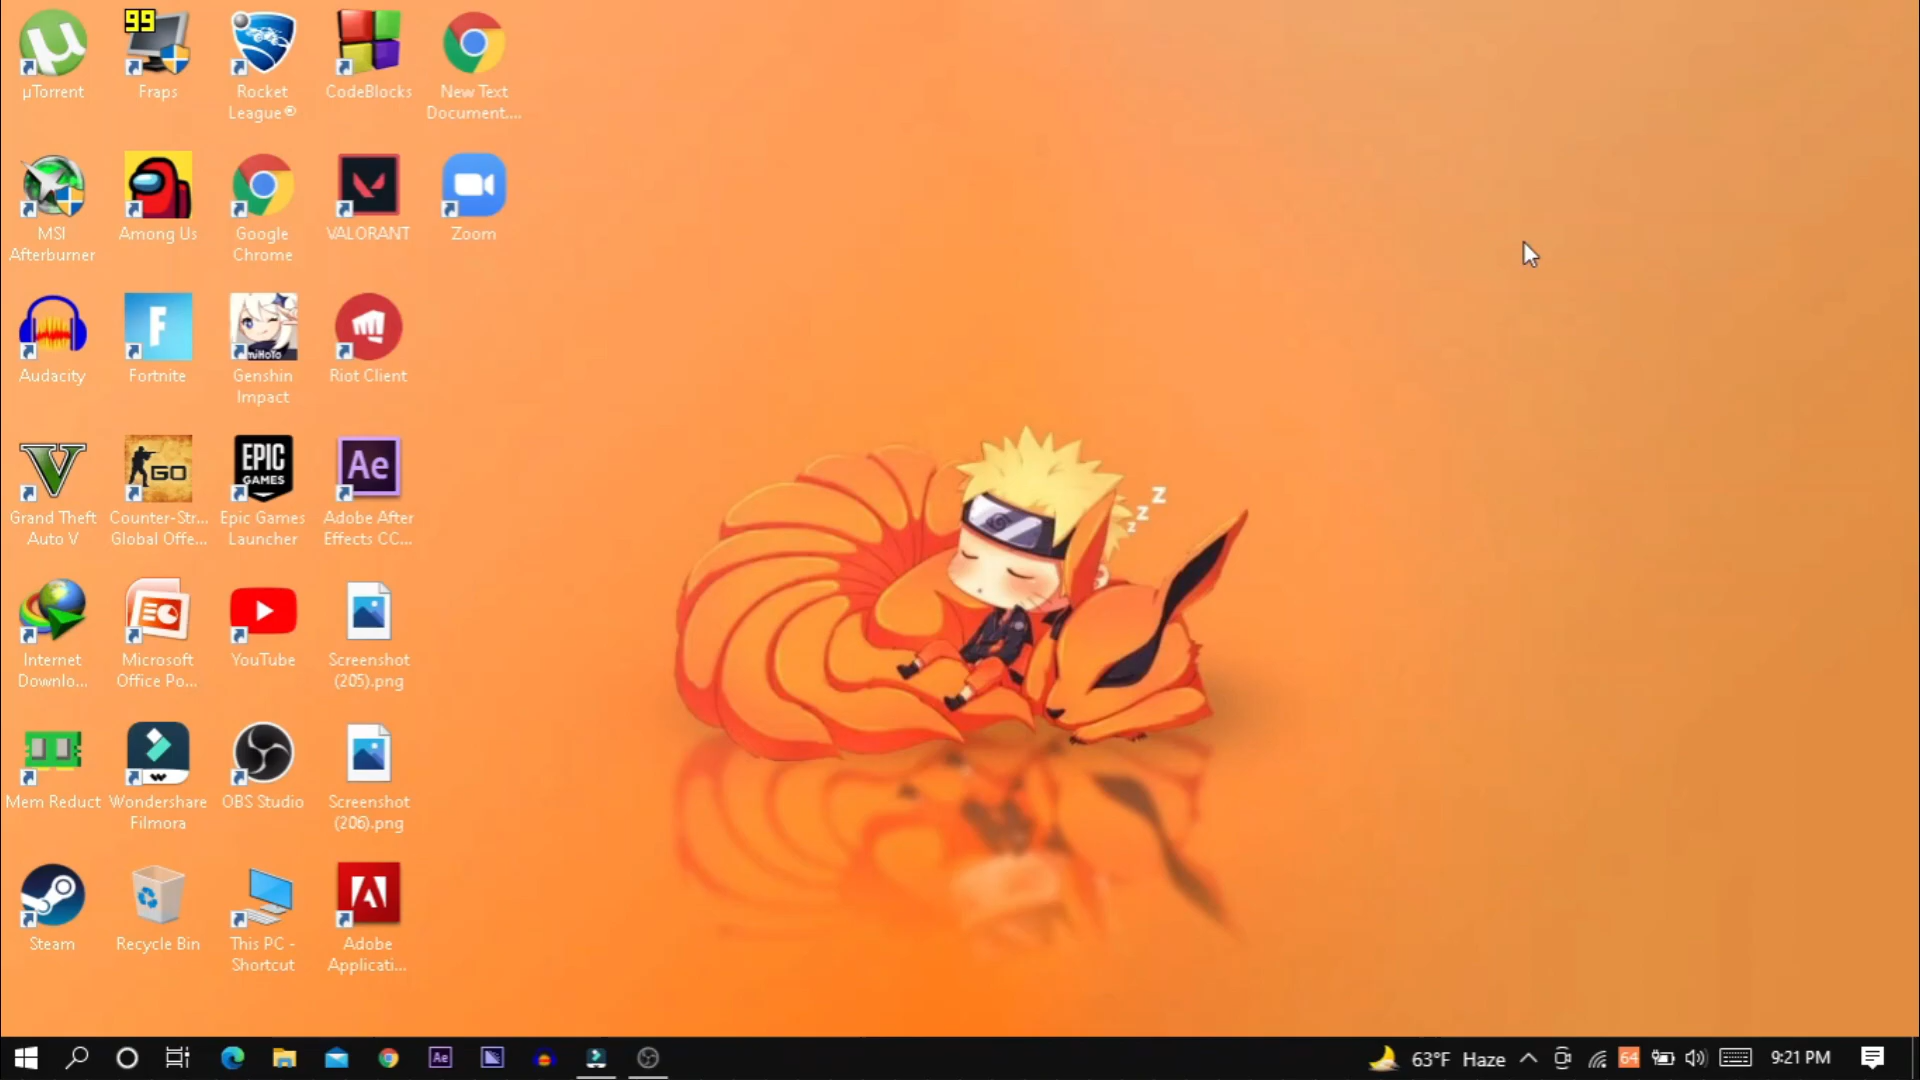 99
µTorrent
Fraps
Rocket
League®
CodeBlocks
New Text
Document....
MSI
Afterburner
Among Us
Google
Chrome
VALORANT
Zoom
Audacity
F
Fortnite
miHoYo
Genshin
Impact
Riot Client
V
Grand Theft
Auto V
GO
Counter-Str...
Global Offe...
EPIC
GAMES
Epic Games
Launcher
Ae
Adobe After
Effects CC...
z
z
z
Internet
Downlo...
Microsoft
Office Po...
YouTube
Screenshot
(205).png
Mem Reduct
Wondershare
Filmora
OBS Studio
Screenshot
(206).png
Steam
Recycle Bin
This PC -
Shortcut
Adobe
Applicati...
Ae
63°F Haze
64
9:21 PM